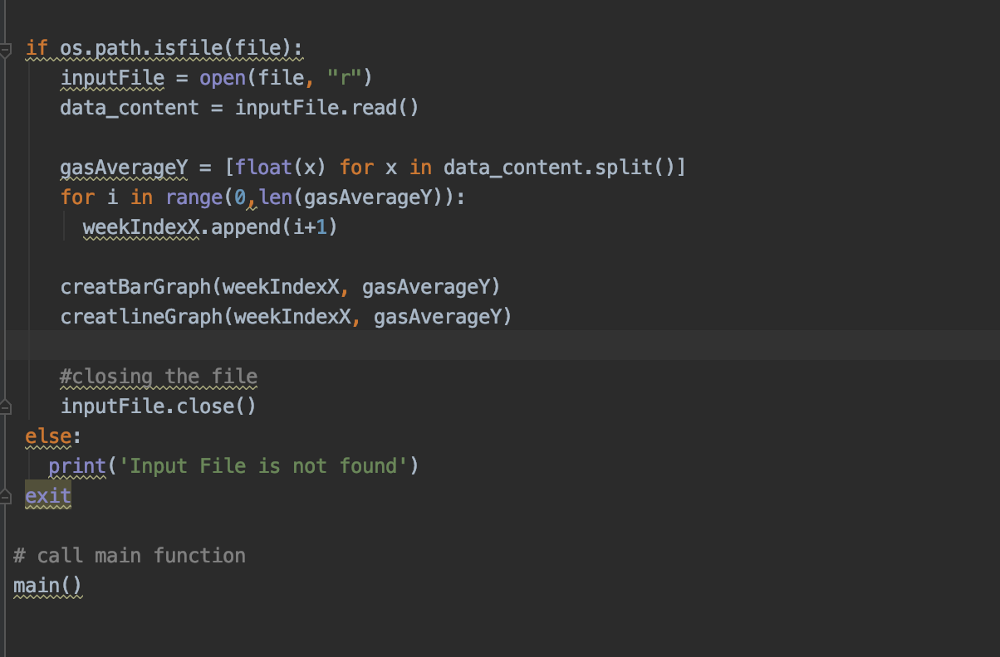 if os.path.isfile(file):
inputFile = open(file, "r")
data_content = inputFile.read()
gasAverageY = [float(x) for x in data_content.split()]
for i in range(0,len(gasAverageY)):
weekIndexX.append(i+1)
creatBarGraph(weekIndexX, gasAverageY)
creatlineGraph(weekIndexX, gasAverageY)
#closing the file
inputFile.close()
else:
print('Input File is not found')
exit
# call main function
main()